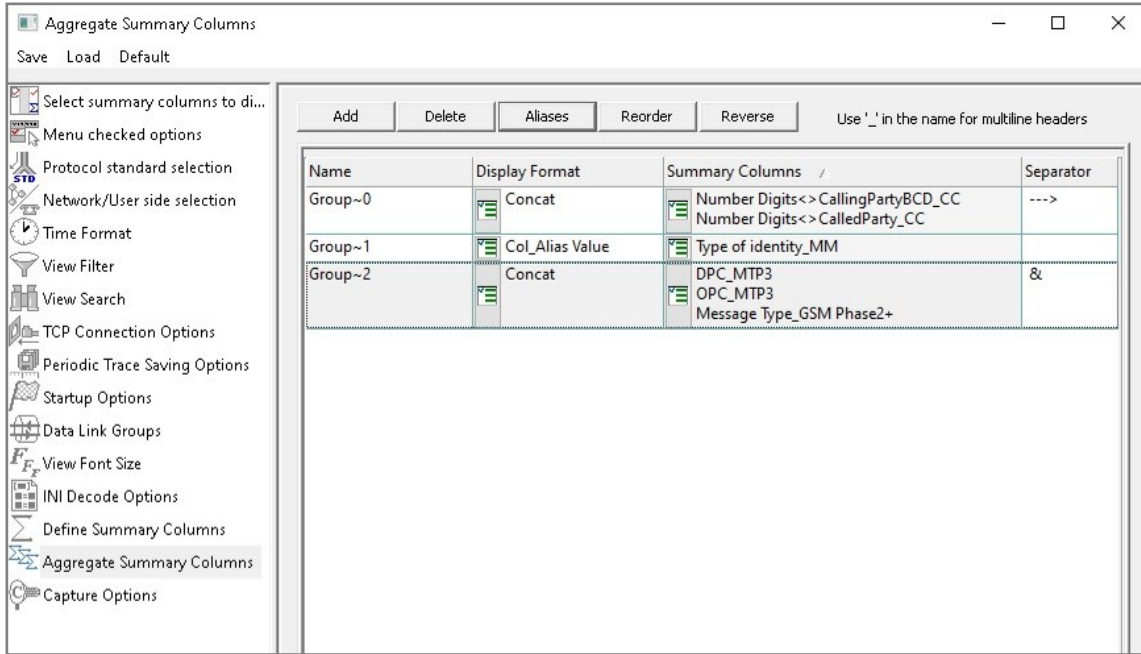 Aggregate Summary Columns
Save Load Default
Select summary columns to di...
Menu checked options
STD
Protocol standard selection
Network/User side selection
Time Format
View Filter
View Search
TCP Connection Options
Periodic Trace Saving Options
Startup Options
Data Link Groups
View Font Size
INI Decode Options
Define Summary Columns
Aggregate Summary Columns
Capture Options
Add Delete Aliases Reorder Reverse Use '_' in the name for multiline headers
Name Display Format Summary Columns Separator
Group~0 Concat Number Digits<>CallingPartyBCD_CC --->
Number Digits<>CalledParty_CC
Group~1 Col_Alias Value Type of identity_MM
Group~2 Concat DPC_MTP3 &
OPC_MTP3
Message Type_GSM Phase2+